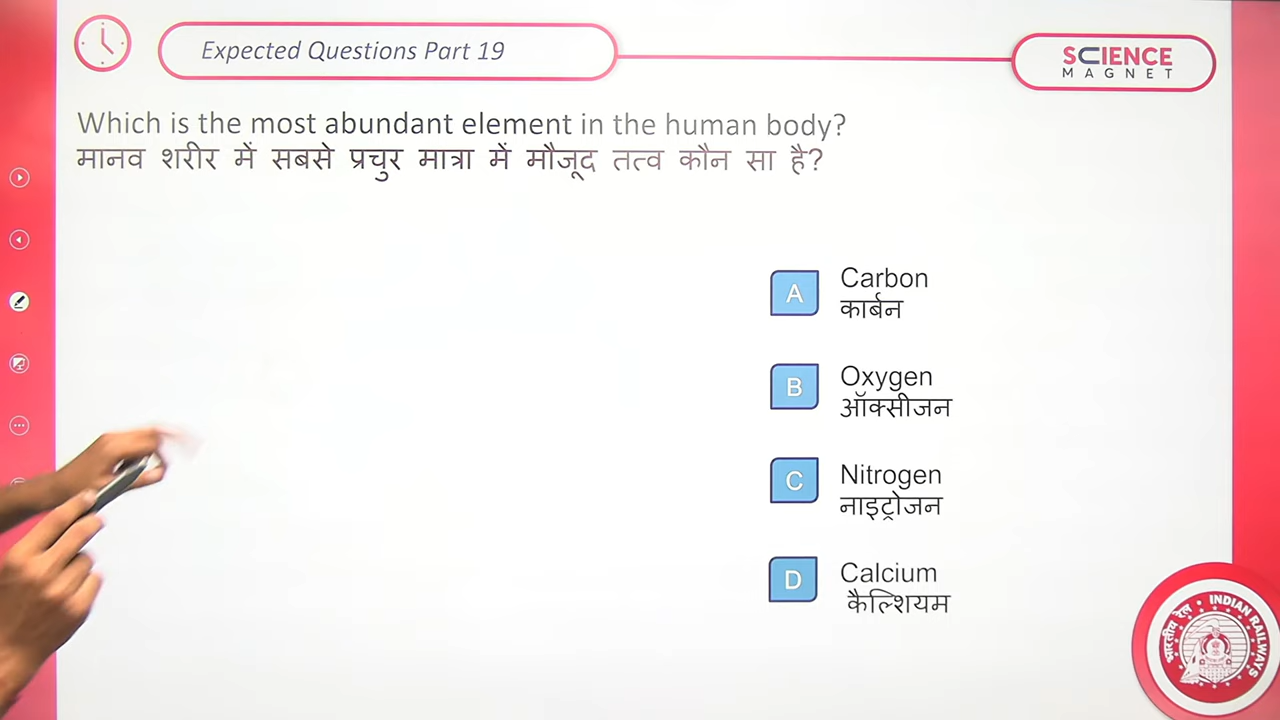 Expected Questions Part 19
SCIENCE
MAGNET
Which is the most abundant element in the human body?
मानव शरीर में सबसे प्रचुर मात्रा में मौजूद तत्व कौन सा है?
A
Carbon
कार्बन
B
Oxygen
ऑक्सीजन
C
Nitrogen
नाइट्रोजन
D
Calcium
कैल्शियम
भारतीय रेल • INDIAN RAILWAYS